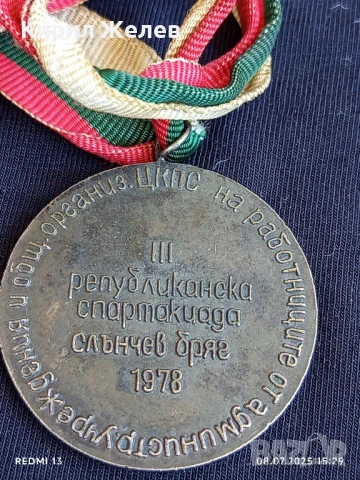 Кирил Желев
ЦКПС на работниците от администр. учреждения и общ. организ.
III
републиканска
спартакиада
слънчев бряг
1978
REDMI 13
08.07.2025 15:29